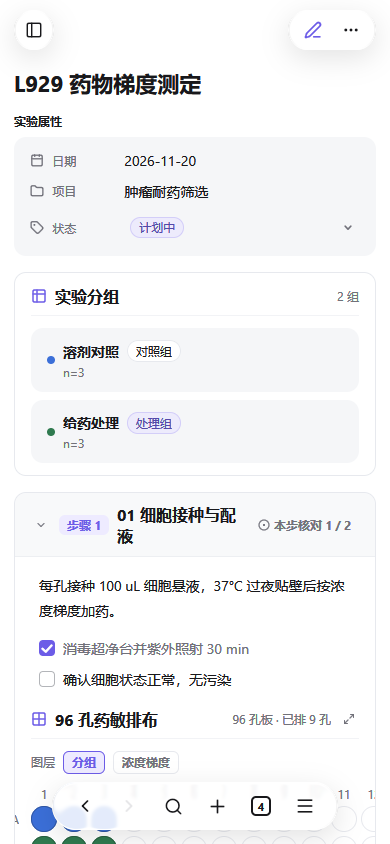 L929 药物梯度测定
实验属性
日期 2026-11-20
项目 肿瘤耐药筛选
状态 计划中
实验分组 2 组
溶剂对照 对照组
n=3
给药处理 处理组
n=3
步骤 1 01 细胞接种与配液 本步核对 1 / 2
每孔接种 100 uL 细胞悬液，37°C 过夜贴壁后按浓
度梯度加药。
消毒超净台并紫外照射 30 min
确认细胞状态正常，无污染
96 孔药敏排布 96 孔板 · 已排 9 孔
图层 分组 浓度梯度
1 11
A
4